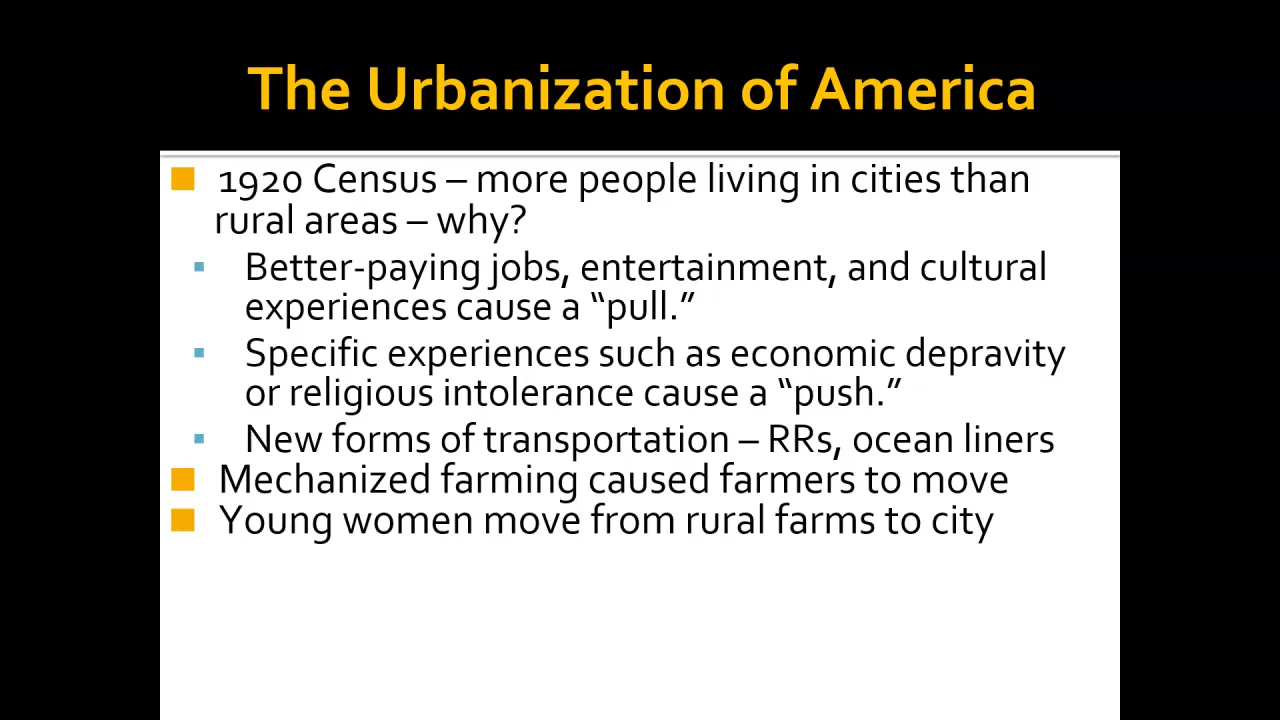 The Urbanization of America
■ 1920 Census – more people living in cities than
rural areas – why?
▪ Better-paying jobs, entertainment, and cultural
experiences cause a “pull.”
▪ Specific experiences such as economic depravity
or religious intolerance cause a “push.”
▪ New forms of transportation – RRs, ocean liners
■ Mechanized farming caused farmers to move
■ Young women move from rural farms to city